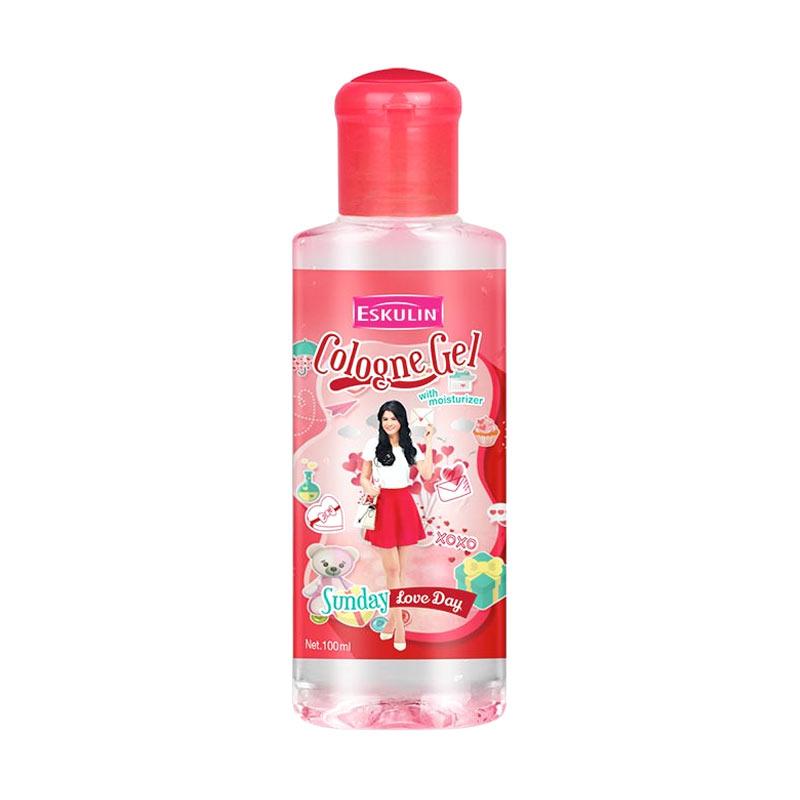 ESKULIN
Cologne Gel
with
moisturizer
XOXO
Sunday
Love Day
Net.100ml